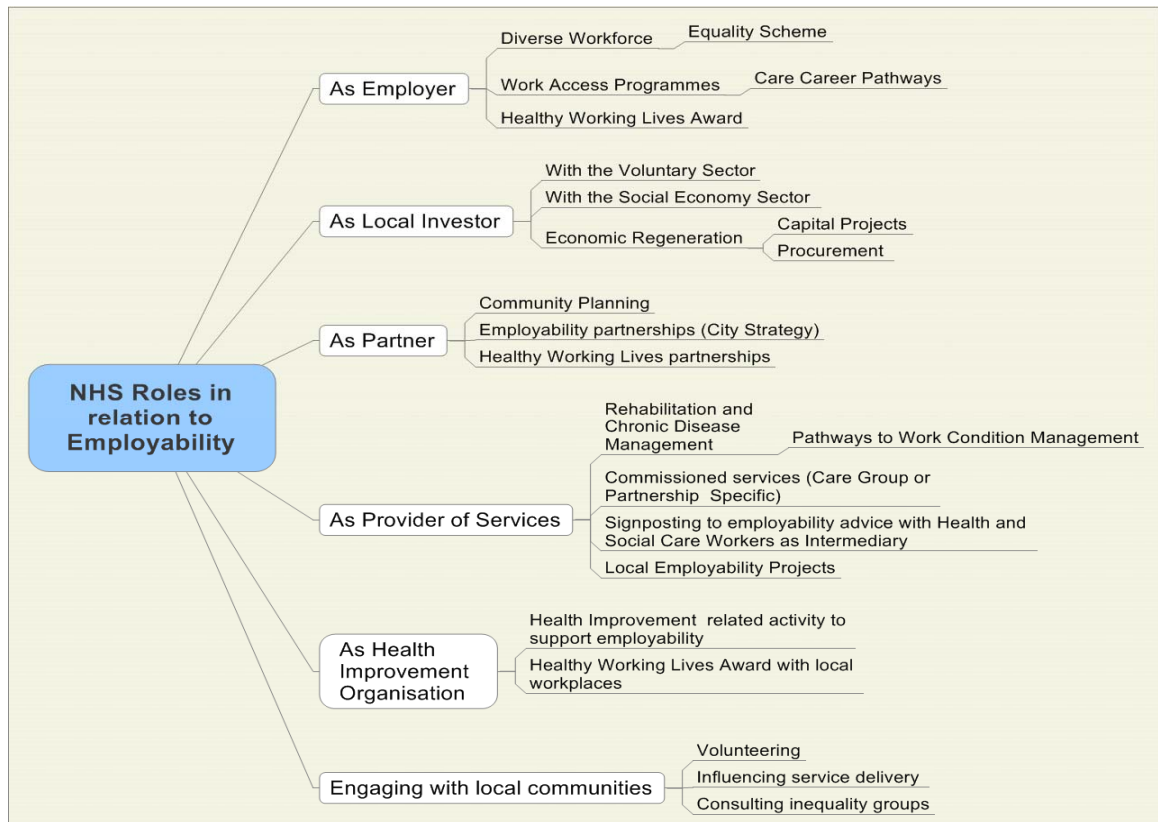 Diverse Workforce
Equality Scheme
As Employer
Work Access Programmes
Care Career Pathways
Healthy Working Lives Award
With the Voluntary Sector
With the Social Economy Sector
As Local Investor
Economic Regeneration
Capital Projects
Procurement
Community Planning
As Partner
Employability partnerships (City Strategy)
Healthy Working Lives partnerships
NHS Roles in
relation to
Employability
Rehabilitation and
Chronic Disease
Management
Pathways to Work Condition Management
Commissioned services (Care Group or
Partnership  Specific)
As Provider of Services
Signposting to employability advice with Health and
Social Care Workers as Intermediary
Local Employability Projects
As Health
Improvement
Organisation
Health Improvement  related activity to
support employability
Healthy Working Lives Award with local
workplaces
Engaging with local communities
Volunteering
Influencing service delivery
Consulting inequality groups